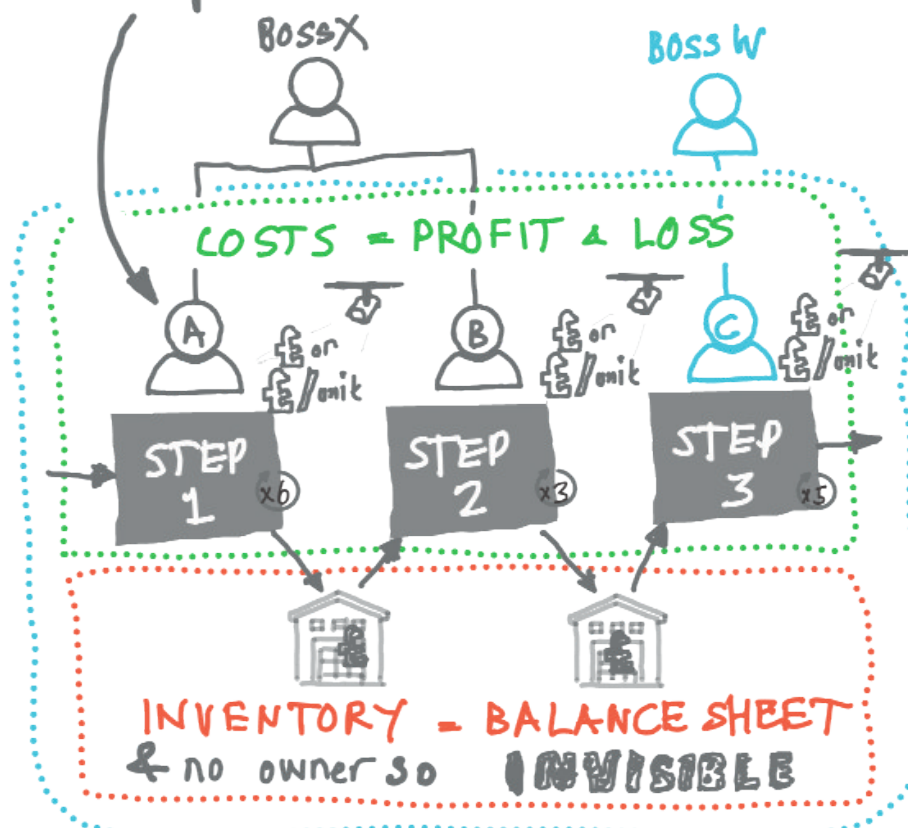 BOSSX
BOSS W
COSTS = PROFIT & LOSS
A
£ or
£/unit
B
£ or
£/unit
C
£ or
£/unit
STEP
1
x6
STEP
2
x3
STEP
3
x5
£
£
INVENTORY = BALANCE SHEET
& no owner so INVISIBLE